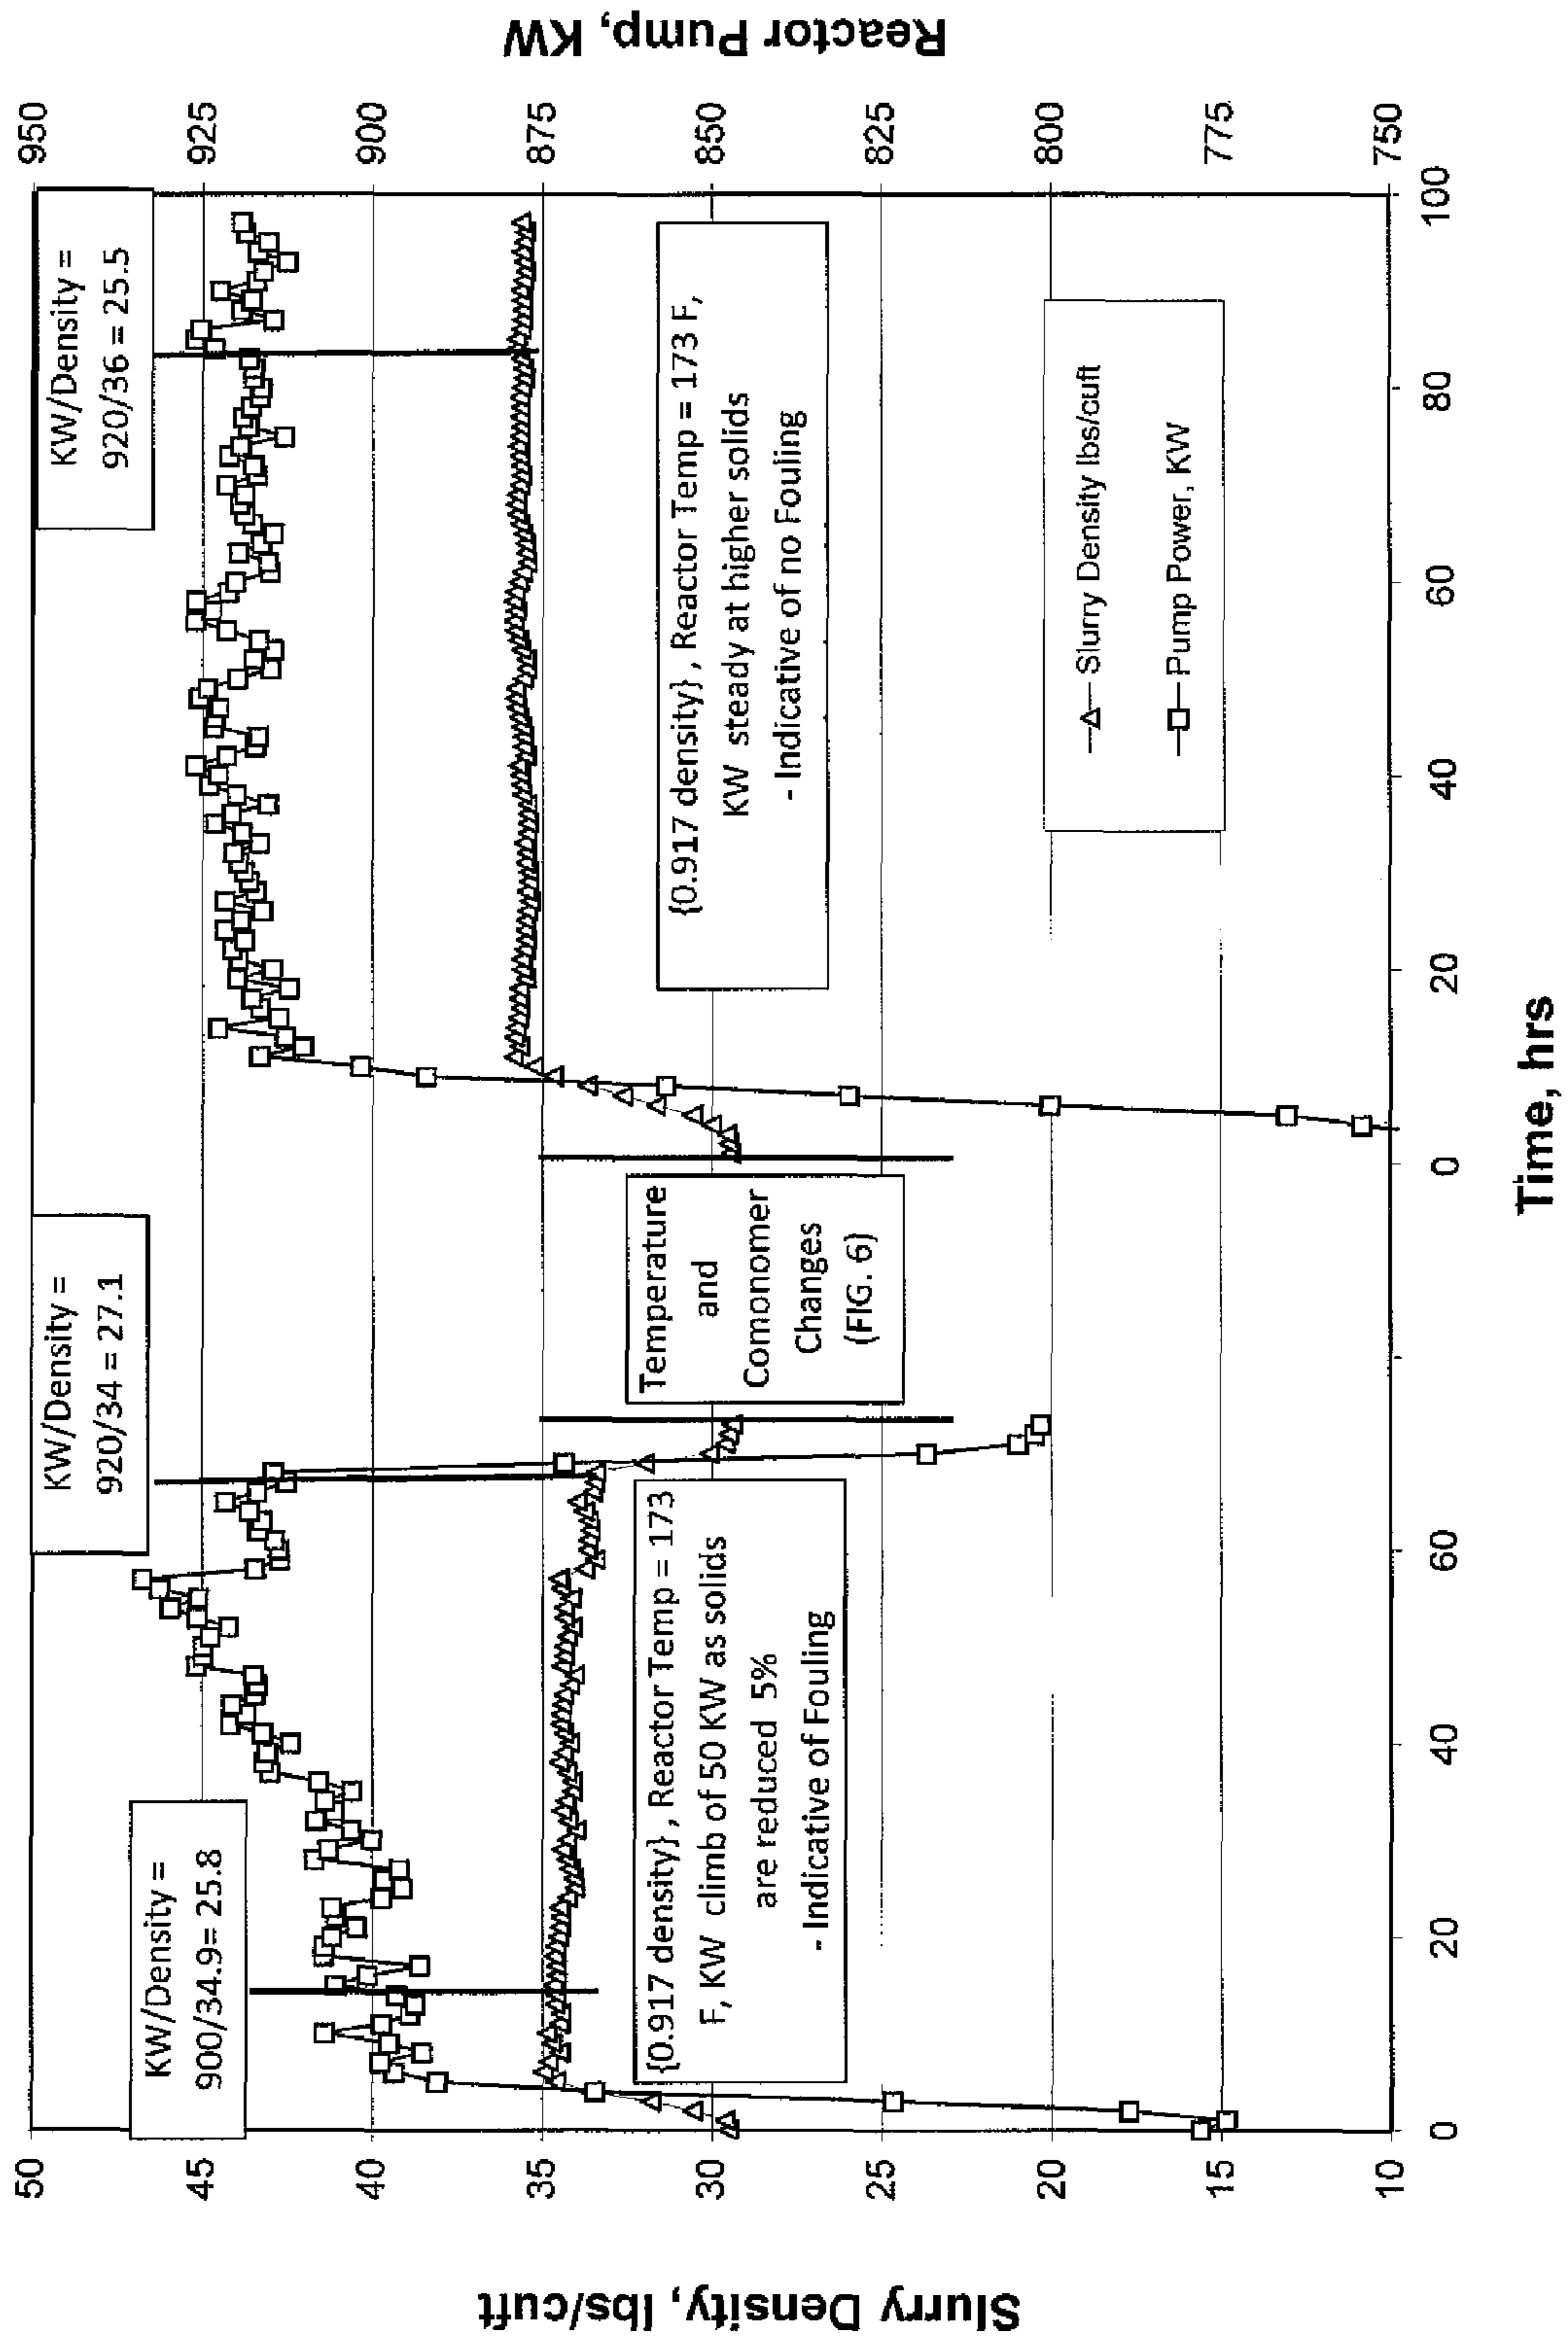 KW/Density =
900/34.9= 25.8
KW/Density =
920/34 = 27.1
KW/Density =
920/36 = 25.5
{0.917 density} , Reactor Temp = 173
F, KW climb of 50 KW as solids
are reduced 5%
- Indicative of Fouling
Temperature
and
Comonomer
Changes
(FIG. 6)
{0.917 density} , Reactor Temp = 173 F,
KW steady at higher solids
- Indicative of no Fouling
Slurry Density lbs/cuft
Pump Power, KW
Slurry Density, lbs/cuft
50
45
40
35
30
25
20
15
10
Reactor Pump, KW
950
925
900
875
850
825
800
775
750
0 20 40 60 0 20 40 60 80 100
Time, hrs